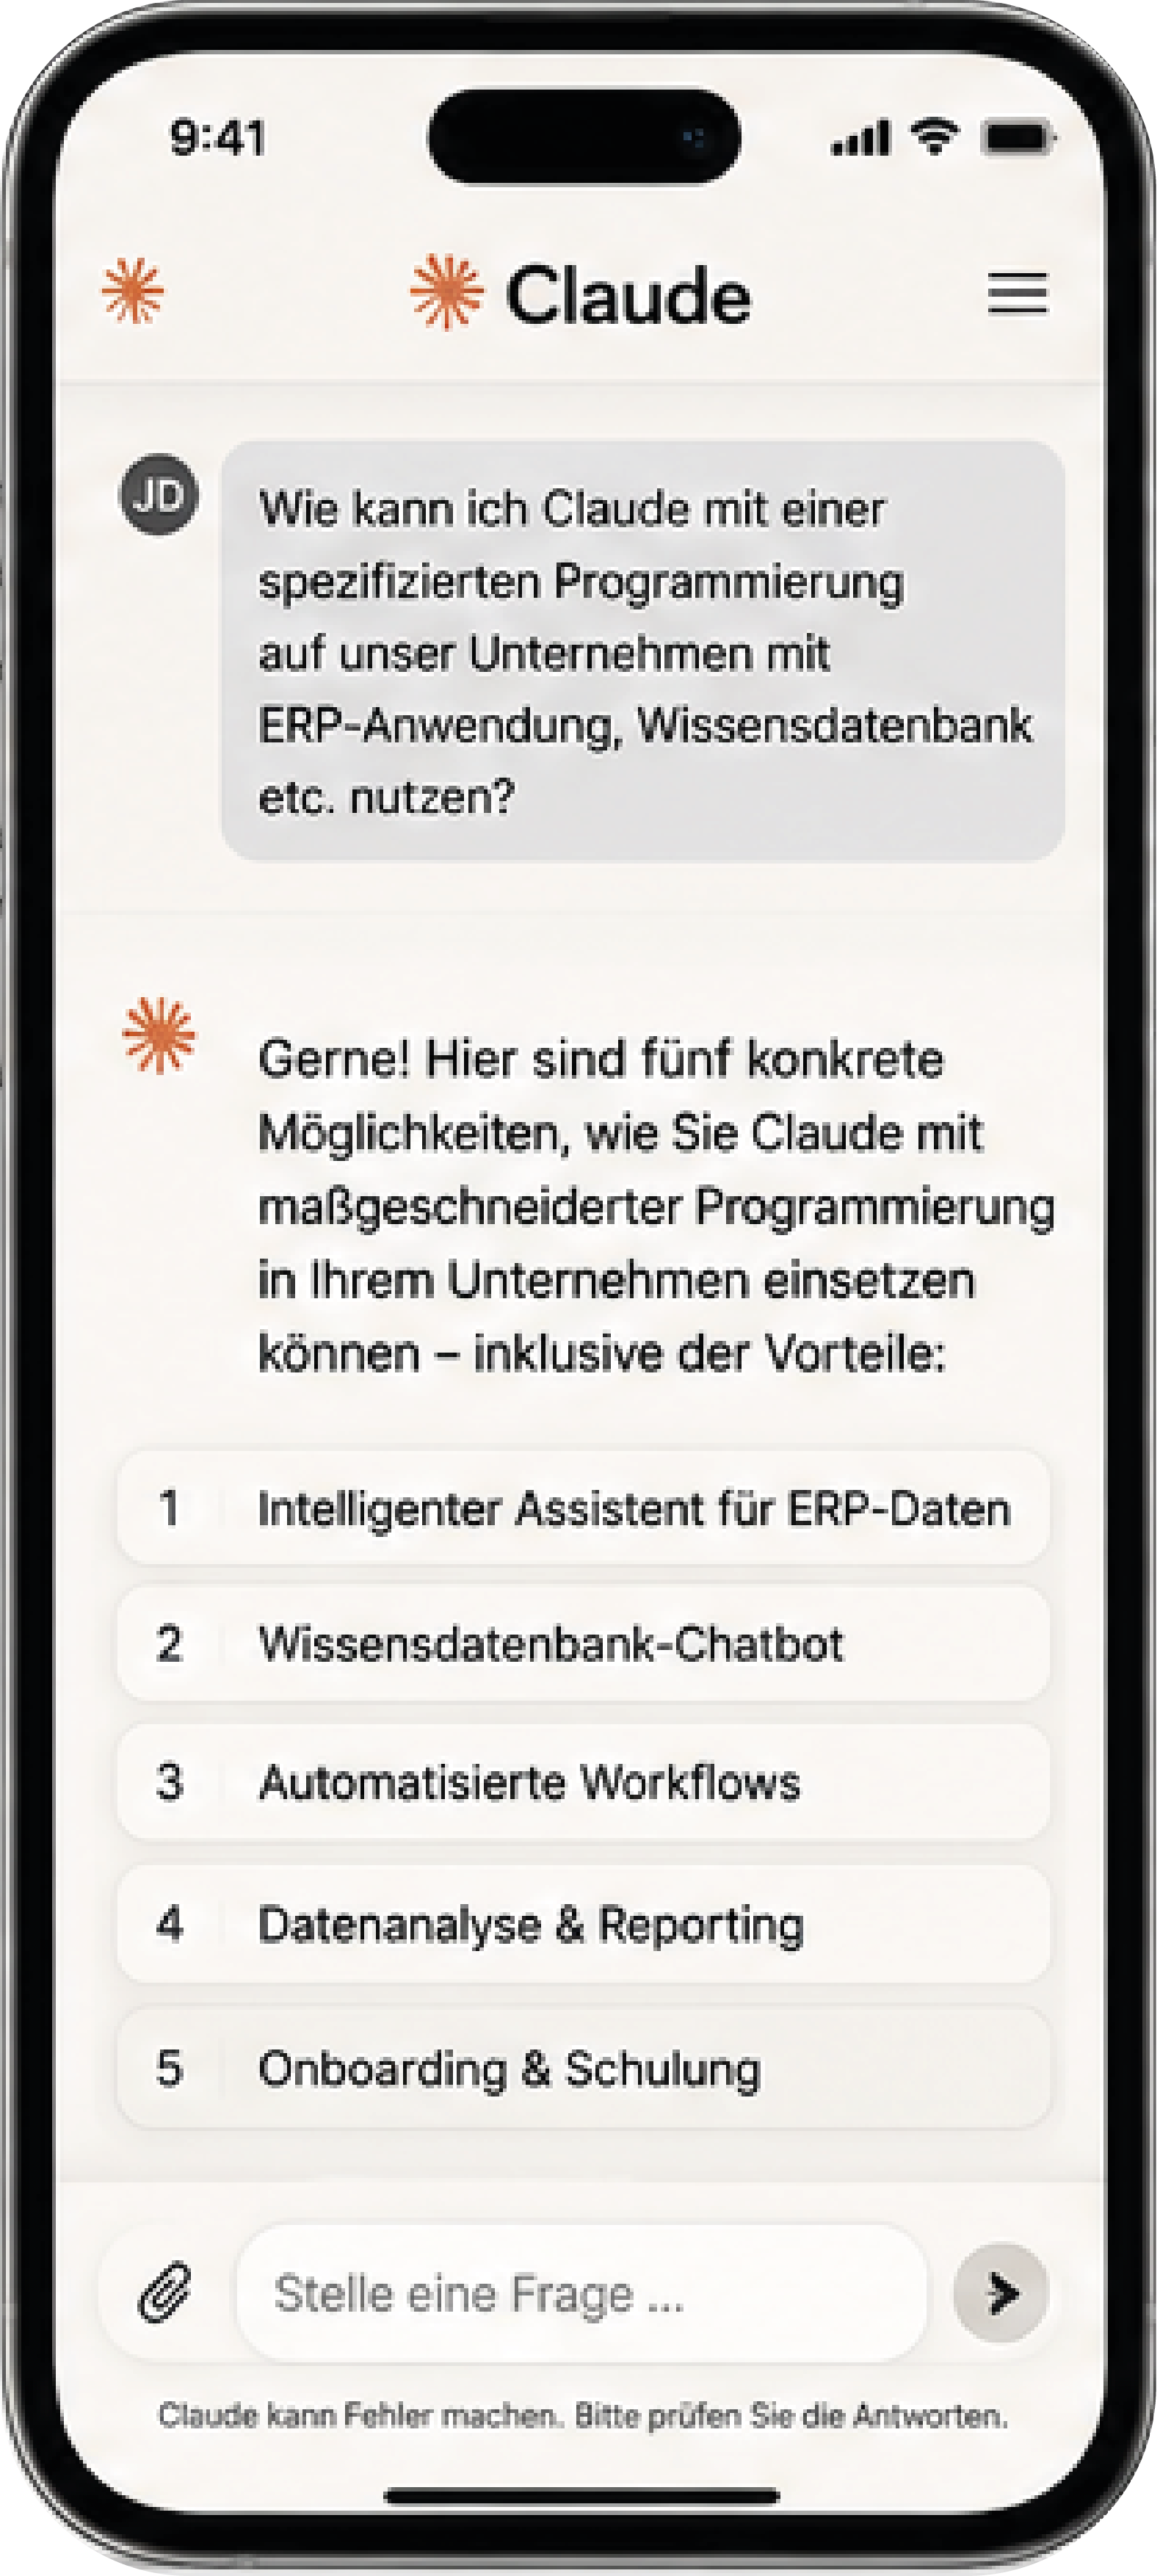 9:41
Claude
JD
Wie kann ich Claude mit einer
spezifizierten Programmierung
auf unser Unternehmen mit
ERP-Anwendung, Wissensdatenbank
etc. nutzen?
Gerne! Hier sind fünf konkrete
Möglichkeiten, wie Sie Claude mit
maßgeschneiderter Programmierung
in Ihrem Unternehmen einsetzen
können – inklusive der Vorteile:
1 Intelligenter Assistent für ERP-Daten
2 Wissensdatenbank-Chatbot
3 Automatisierte Workflows
4 Datenanalyse & Reporting
5 Onboarding & Schulung
Stelle eine Frage ...
Claude kann Fehler machen. Bitte prüfen Sie die Antworten.